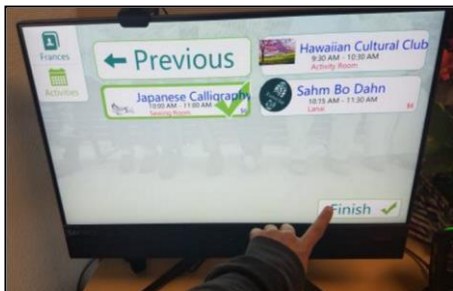 Frances
Activities
Previous
Hawaiian Cultural Club
9:30 AM - 10:30 AM
Activity Room
Japanese Calligraphy
10:00 AM - 11:00 AM
Sewing Room
Sahm Bo Dahn
10:15 AM - 11:30 AM
Lanai
Finish